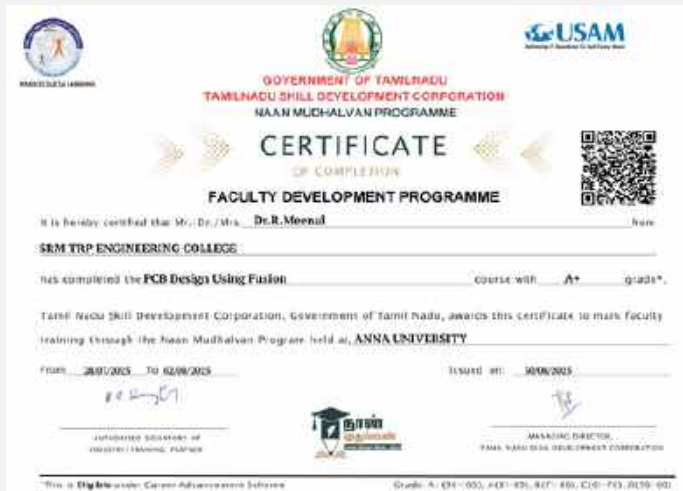 USAM
GOVERNMENT OF TAMILNADU
TAMILNADU SKILL DEVELOPMENT CORPORATION
NAAN MUDHALVAN PROGRAMME
CERTIFICATE
OF COMPLETION
FACULTY DEVELOPMENT PROGRAMME
It is hereby certified that Mr./Dr./Mrs. Dr.R.Meenal from
SRM TRP ENGINEERING COLLEGE
has completed the PCB Design Using Fusion course with A+ grade*.
Tamil Nadu Skill Development Corporation, Government of Tamil Nadu, awards this certificate to mark faculty
training through the Naan Mudhalvan Program held at, ANNA UNIVERSITY
From 28/07/2025 To 02/08/2025 Issued on: 30/08/2025
நான்
முதல்வன்
AUTHORISED SIGNATORY OF
INDUSTRY TRAINING PARTNER
MANAGING DIRECTOR,
TAMIL NADU SKILL DEVELOPMENT CORPORATION
*This is Eligible under Career Advancement Scheme